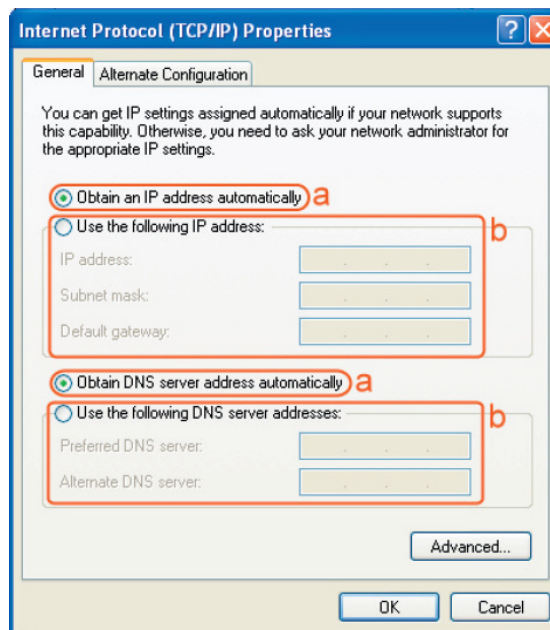 Internet Protocol (TCP/IP) Properties
General
Alternate Configuration
You can get IP settings assigned automatically if your network supports
this capability. Otherwise, you need to ask your network administrator for
the appropriate IP settings.
Obtain an IP address automatically a
Use the following IP address: b
IP address:
Subnet mask:
Default gateway:
Obtain DNS server address automatically a
Use the following DNS server addresses: b
Preferred DNS server:
Alternate DNS server:
Advanced...
OK
Cancel